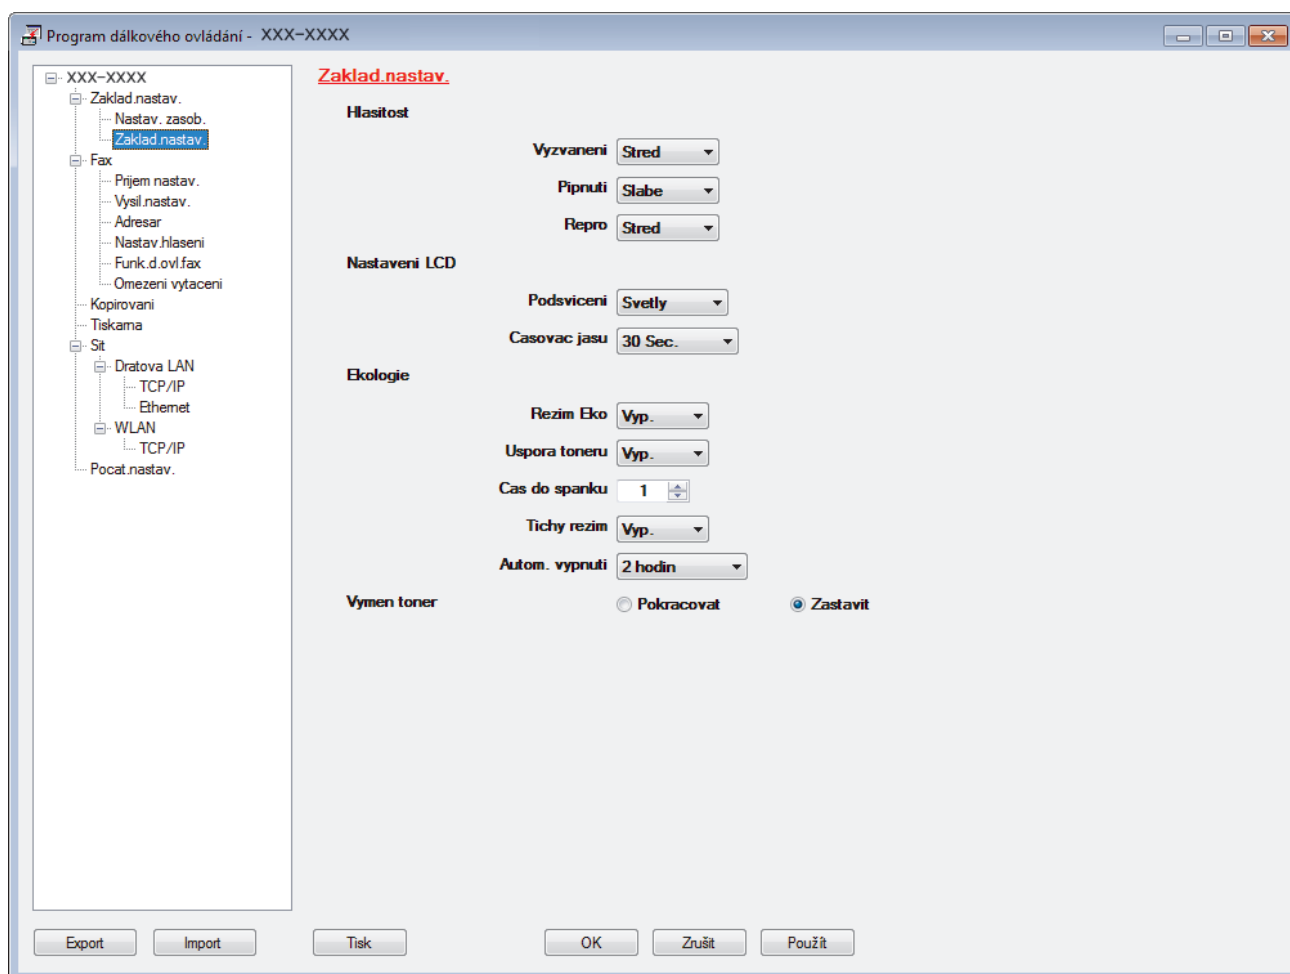 Program dálkového ovládání - XXX-XXXX
XXX-XXXX
Zaklad.nastav.
Nastav. zasob.
Zaklad.nastav.
Fax
Prijem nastav.
Vysil.nastav.
Adresar
Nastav.hlaseni
Funk.d.ovl.fax
Omezeni vytaceni
Kopirovani
Tiskarna
Sit
Dratova LAN
TCP/IP
Ethernet
WLAN
TCP/IP
Pocat.nastav.
Zaklad.nastav.
Hlasitost
Vyzvaneni Stred
Pipnuti Slabe
Repro Stred
Nastaveni LCD
Podsviceni Svetly
Casovac jasu 30 Sec.
Ekologie
Rezim Eko Vyp.
Uspora toneru Vyp.
Cas do spanku 1
Tichy rezim Vyp.
Autom. vypnuti 2 hodin
Vymen toner Pokracovat Zastavit
Export Import Tisk OK Zrušit Použít